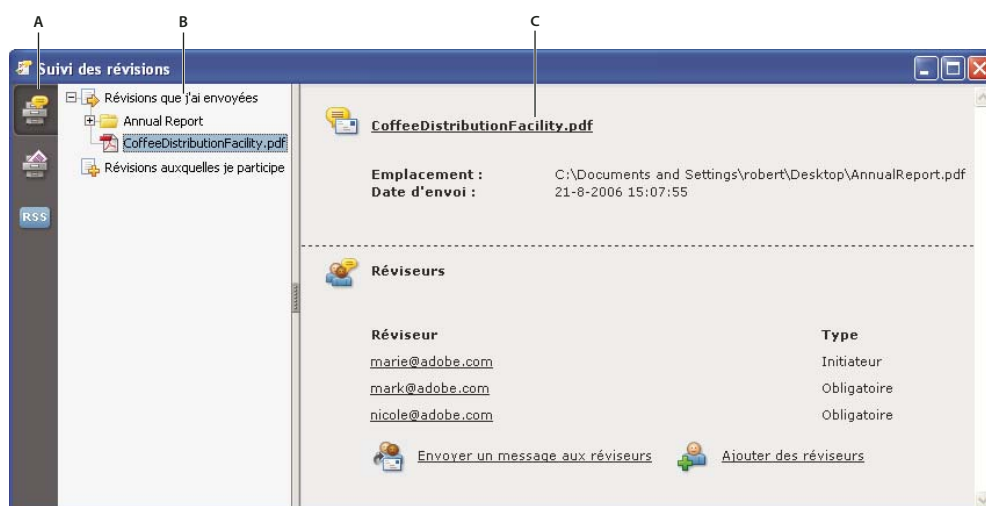 A B C
Suivi des révisions
Révisions que j'ai envoyées
Annual Report
CoffeeDistributionFacility.pdf
Révisions auxquelles je participe
RSS
CoffeeDistributionFacility.pdf
Emplacement : C:\Documents and Settings\robert\Desktop\AnnualReport.pdf
Date d'envoi : 21-8-2006 15:07:55
Réviseurs
Réviseur Type
marie@adobe.com Initiateur
mark@adobe.com Obligatoire
nicole@adobe.com Obligatoire
Envoyer un message aux réviseurs Ajouter des réviseurs